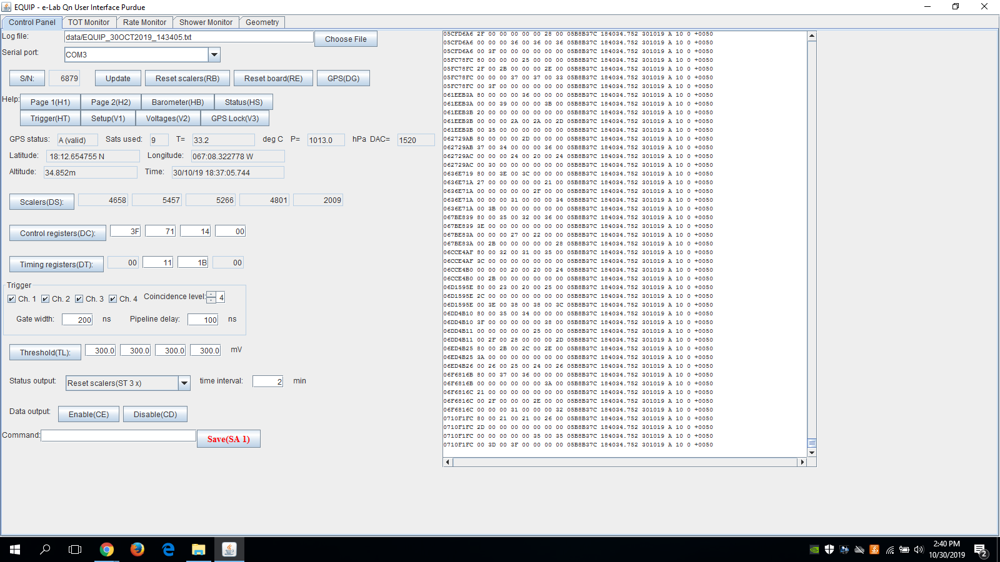 EQUIP - e-Lab Qn User Interface Purdue
Control Panel TOT Monitor Rate Monitor Shower Monitor Geometry
Log file: data/EQUIP_30OCT2019_143405.txt Choose File
Serial port: COM3
S/N: 6879 Update Reset scalers(RB) Reset board(RE) GPS(DG)
Help: Page 1(H1) Page 2(H2) Barometer(HB) Status(HS)
Trigger(HT) Setup(V1) Voltages(V2) GPS Lock(V3)
GPS status: A (valid) Sats used: 9 T= 33.2 deg C P= 1013.0 hPa DAC= 1520
Latitude: 18:12.654755 N Longitude: 067:08.322778 W
Altitude: 34.852m Time: 30/10/19 18:37:05.744
Scalers(DS): 4658 5457 5266 4801 2009
Control registers(DC): 3F 71 14 00
Timing registers(DT): 00 11 1B 00
Trigger
Ch. 1 Ch. 2 Ch. 3 Ch. 4 Coincidence level: 4
Gate width: 200 ns Pipeline delay: 100 ns
Threshold(TL): 300.0 300.0 300.0 300.0 mV
Status output: Reset scalers(ST 3 x) time interval: 2 min
Data output: Enable(CE) Disable(CD)
Command: Save(SA 1)
05CFD6A6 2F 00 00 00 00 28 00 00 05B8B37C 184034.752 301019 A 10 0 +0050
05CFD6A6 00 00 00 36 00 36 00 36 05B8B37C 184034.752 301019 A 10 0 +0050
05CFD6A6 00 3F 00 00 00 00 00 00 05B8B37C 184034.752 301019 A 10 0 +0050
05FC78FC 80 00 00 00 25 00 00 00 05B8B37C 184034.752 301019 A 10 0 +0050
05FC78FC 2F 00 2B 00 00 00 2E 00 05B8B37C 184034.752 301019 A 10 0 +0050
05FC78FC 00 00 00 37 00 37 00 33 05B8B37C 184034.752 301019 A 10 0 +0050
05FC78FC 00 3F 00 00 00 00 00 00 05B8B37C 184034.752 301019 A 10 0 +0050
061EEB3A 80 00 00 00 36 00 00 00 05B8B37C 184034.752 301019 A 10 0 +0050
061EEB3A 00 00 39 00 00 00 3B 00 05B8B37C 184034.752 301019 A 10 0 +0050
061EEB3B 20 00 00 00 00 00 00 00 05B8B37C 184034.752 301019 A 10 0 +0050
061EEB3B 00 00 00 2A 00 2A 00 2D 05B8B37C 184034.752 301019 A 10 0 +0050
061EEB3B 00 35 00 00 00 00 00 00 05B8B37C 184034.752 301019 A 10 0 +0050
062729AB 80 00 00 00 2D 00 00 00 05B8B37C 184034.752 301019 A 10 0 +0050
062729AB 37 00 34 00 00 00 36 00 05B8B37C 184034.752 301019 A 10 0 +0050
062729AC 00 00 00 24 00 20 00 24 05B8B37C 184034.752 301019 A 10 0 +0050
062729AC 00 30 00 00 00 00 00 00 05B8B37C 184034.752 301019 A 10 0 +0050
0636E719 80 00 3E 00 3C 00 00 00 05B8B37C 184034.752 301019 A 10 0 +0050
0636E71A 27 00 00 00 00 00 21 00 05B8B37C 184034.752 301019 A 10 0 +0050
0636E71A 00 00 00 00 00 2F 00 00 05B8B37C 184034.752 301019 A 10 0 +0050
0636E71A 00 00 00 31 00 00 00 34 05B8B37C 184034.752 301019 A 10 0 +0050
0636E71A 00 3B 00 00 00 00 00 00 05B8B37C 184034.752 301019 A 10 0 +0050
067BE839 80 00 35 00 32 00 36 00 05B8B37C 184034.752 301019 A 10 0 +0050
067BE839 3E 00 00 00 00 00 00 00 05B8B37C 184034.752 301019 A 10 0 +0050
067BE83A 00 00 00 27 00 22 00 00 05B8B37C 184034.752 301019 A 10 0 +0050
067BE83A 00 2B 00 00 00 00 00 28 05B8B37C 184034.752 301019 A 10 0 +0050
06CCE4AF 80 00 32 00 31 00 35 00 05B8B37C 184034.752 301019 A 10 0 +0050
06CCE4AF 3C 00 00 00 00 00 00 00 05B8B37C 184034.752 301019 A 10 0 +0050
06CCE4B0 00 00 00 20 00 20 00 24 05B8B37C 184034.752 301019 A 10 0 +0050
06CCE4B0 00 2B 00 00 00 00 00 00 05B8B37C 184034.752 301019 A 10 0 +0050
06D1595E 80 00 23 00 20 00 25 00 05B8B37C 184034.752 301019 A 10 0 +0050
06D1595E 2C 00 00 00 00 00 00 00 05B8B37C 184034.752 301019 A 10 0 +0050
06D1595E 00 3E 00 38 00 38 00 3C 05B8B37C 184034.752 301019 A 10 0 +0050
06DD4B10 80 00 35 00 34 00 00 00 05B8B37C 184034.752 301019 A 10 0 +0050
06DD4B10 3F 00 00 00 00 00 38 00 05B8B37C 184034.752 301019 A 10 0 +0050
06DD4B11 00 00 00 00 00 25 00 00 05B8B37C 184034.752 301019 A 10 0 +0050
06DD4B11 00 2F 00 28 00 00 00 2D 05B8B37C 184034.752 301019 A 10 0 +0050
06ED4B25 80 00 2B 00 2C 00 2E 00 05B8B37C 184034.752 301019 A 10 0 +0050
06ED4B25 3A 00 00 00 00 00 00 00 05B8B37C 184034.752 301019 A 10 0 +0050
06ED4B26 00 26 00 25 00 24 00 26 05B8B37C 184034.752 301019 A 10 0 +0050
06F6816B 80 00 37 00 36 00 00 00 05B8B37C 184034.752 301019 A 10 0 +0050
06F6816B 00 00 00 00 00 00 3A 00 05B8B37C 184034.752 301019 A 10 0 +0050
06F6816C 21 00 00 00 00 00 00 00 05B8B37C 184034.752 301019 A 10 0 +0050
06F6816C 00 2F 00 00 00 2E 00 00 05B8B37C 184034.752 301019 A 10 0 +0050
06F6816C 00 00 00 31 00 00 00 32 05B8B37C 184034.752 301019 A 10 0 +0050
0710F1FC 80 00 21 00 21 00 26 00 05B8B37C 184034.752 301019 A 10 0 +0050
0710F1FC 2D 00 00 00 00 00 00 00 05B8B37C 184034.752 301019 A 10 0 +0050
0710F1FC 00 00 00 00 00 35 00 35 05B8B37C 184034.752 301019 A 10 0 +0050
0710F1FC 00 3D 00 3F 00 00 00 00 05B8B37C 184034.752 301019 A 10 0 +0050
2:40 PM
10/30/2019
2